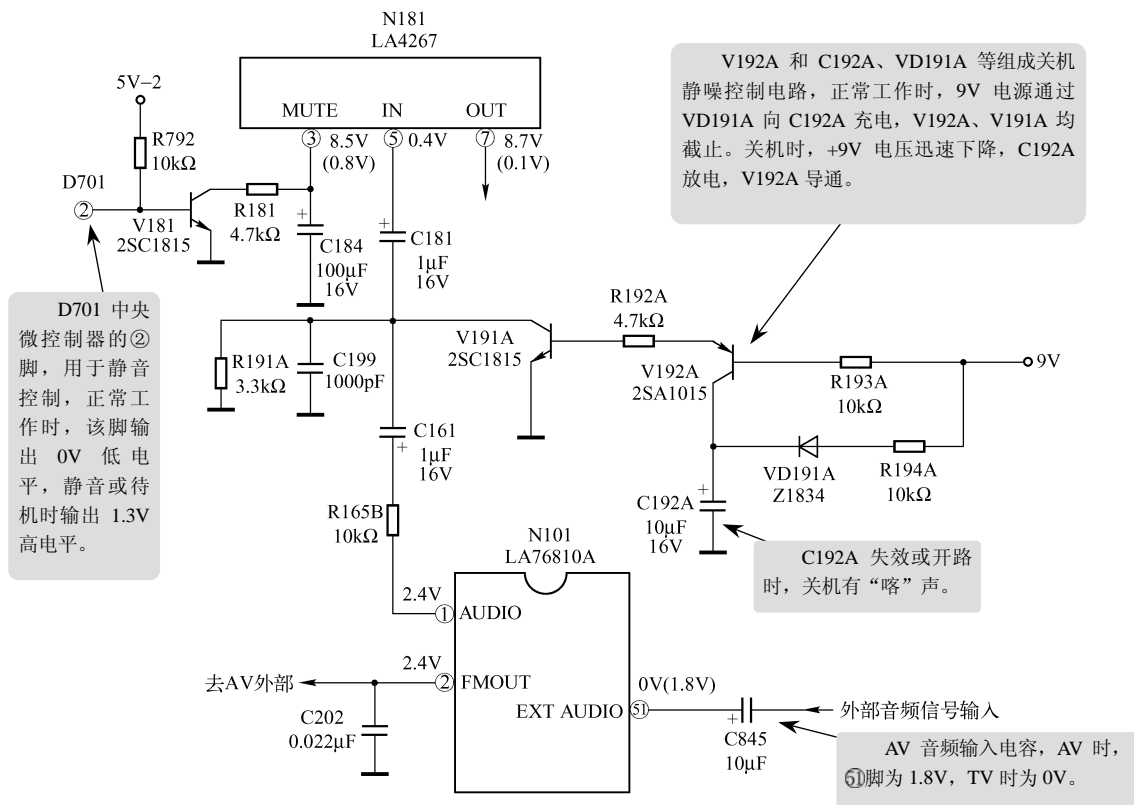 N181
LA4267
MUTE
IN
OUT
③
8.5V
(0.8V)
⑤
0.4V
⑦
8.7V
(0.1V)
5V-2
R792
10kΩ
D701
②
V181
2SC1815
R181
4.7kΩ
C184
100μF
16V
C181
1μF
16V
V192A 和 C192A、VD191A 等组成关机
静噪控制电路，正常工作时，9V 电源通过
VD191A 向 C192A 充电，V192A、V191A 均
截止。关机时，+9V 电压迅速下降，C192A
放电，V192A 导通。
D701 中央
微控制器的②
脚，用于静音
控制，正常工
作时，该脚输
出 0V 低电
平，静音或待
机时输出 1.3V
高电平。
R191A
3.3kΩ
C199
1000pF
V191A
2SC1815
R192A
4.7kΩ
V192A
2SA1015
R193A
10kΩ
9V
VD191A
Z1834
R194A
10kΩ
C192A
10μF
16V
C192A 失效或开路
时，关机有“喀”声。
C161
1μF
16V
R165B
10kΩ
N101
LA76810A
2.4V
①
AUDIO
2.4V
②
FMOUT
去AV外部
C202
0.022μF
EXT AUDIO
51
0V(1.8V)
C845
10μF
外部音频信号输入
AV 音频输入电容，AV 时，
51脚为 1.8V，TV 时为 0V。